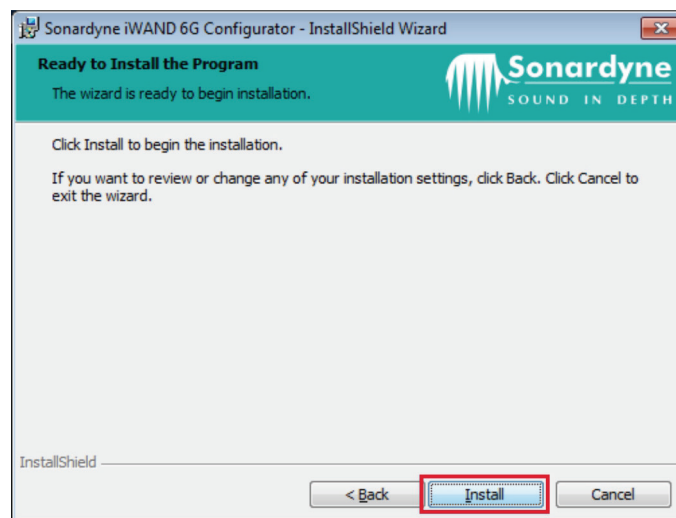 Sonardyne iWAND 6G Configurator - InstallShield Wizard
Ready to Install the Program
The wizard is ready to begin installation.
Sonardyne
SOUND IN DEPTH
Click Install to begin the installation.
If you want to review or change any of your installation settings, click Back. Click Cancel to
exit the wizard.
InstallShield
< Back
Install
Cancel